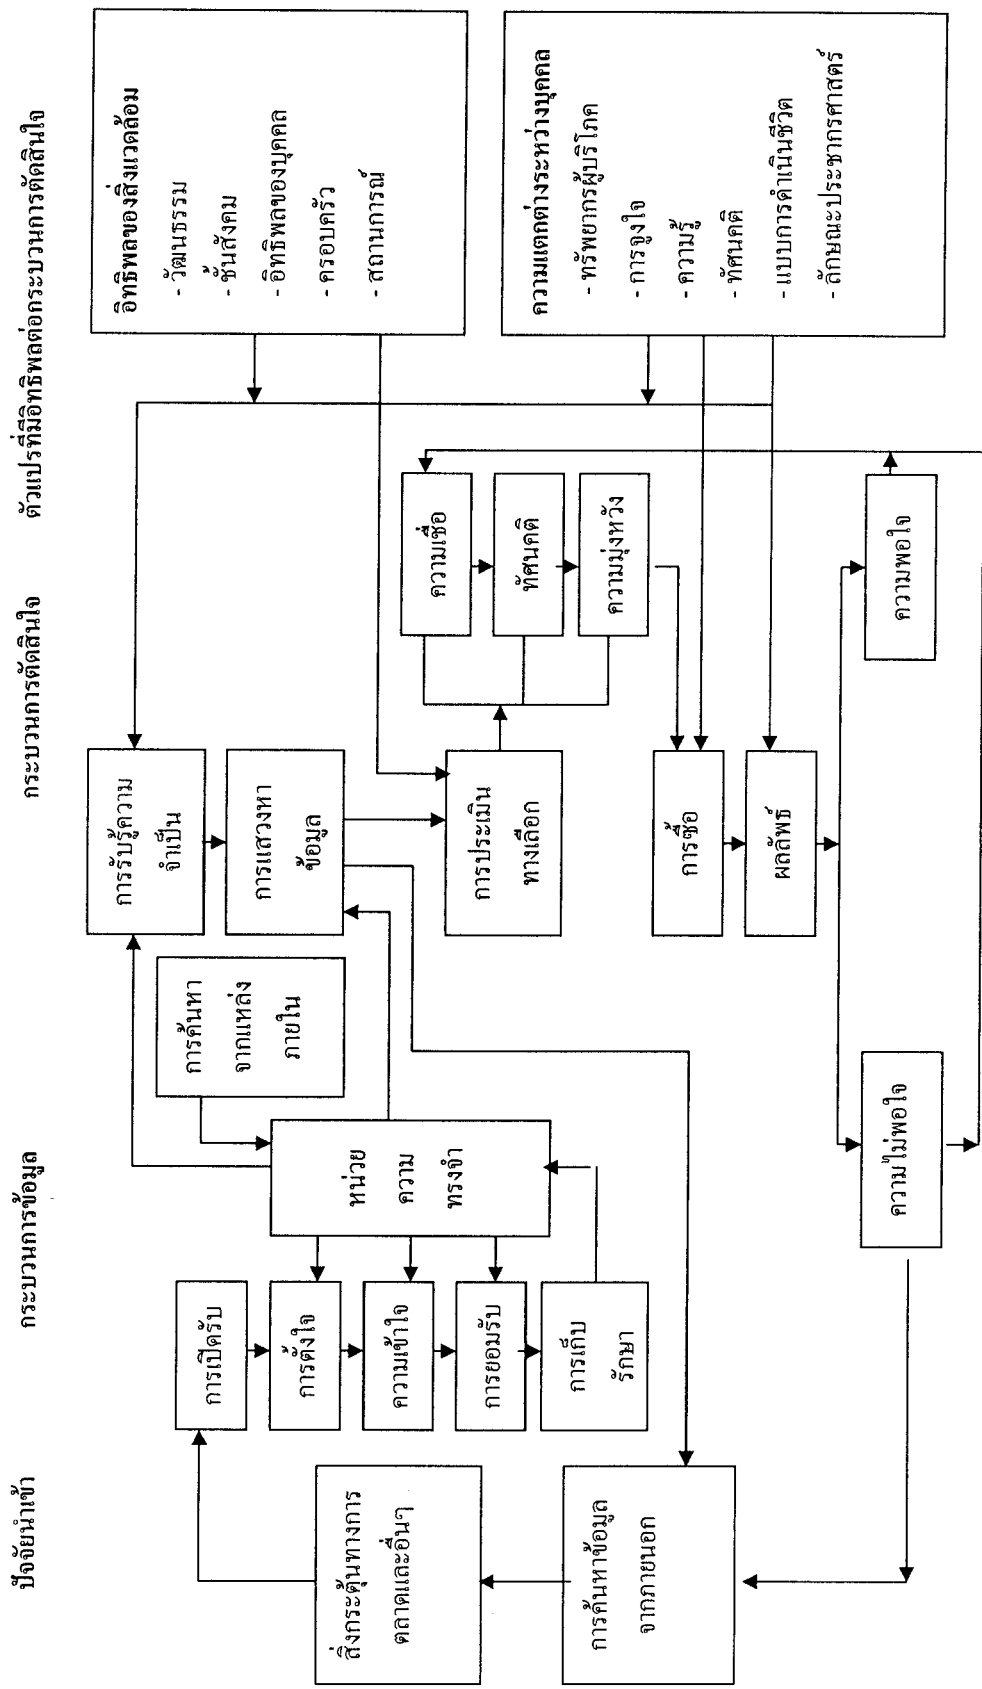 ปัจจัยนำเข้า
กระบวนการข้อมูล
กระบวนการตัดสินใจ
ตัวแปรที่มีอิทธิพลต่อกระบวนการตัดสินใจ
สิ่งกระตุ้นทางการ
ตลาดและอื่นๆ
การค้นหาข้อมูล
จากภายนอก
การเปิดรับ
การตั้งใจ
ความเข้าใจ
การยอมรับ
การเก็บ
รักษา
หน่วย
ความ
ทรงจำ
การค้นหา
จากแหล่ง
ภายใน
การรับรู้ความ
จำเป็น
การแสวงหา
ข้อมูล
การประเมิน
ทางเลือก
การซื้อ
ผลลัพธ์
ความเชื่อ
ทัศนคติ
ความมุ่งหวัง
ความไม่พอใจ
ความพอใจ
อิทธิพลของสิ่งแวดล้อม
- วัฒนธรรม
- ชั้นสังคม
- อิทธิพลของบุคคล
- ครอบครัว
- สถานการณ์
ความแตกต่างระหว่างบุคคล
- ทรัพยากรผู้บริโภค
- การจูงใจ
- ความรู้
- ทัศนคติ
- แบบการดำเนินชีวิต
- ลักษณะประชากรศาสตร์